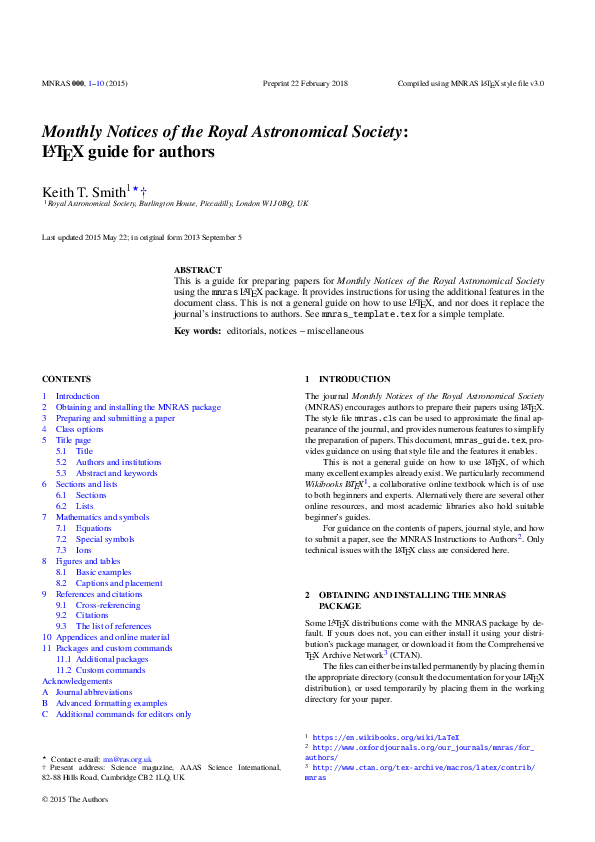 MNRAS 000, 1–10 (2015) Preprint 22 February 2018 Compiled using MNRAS LATEX style file v3.0
Monthly Notices of the Royal Astronomical Society:
LATEX guide for authors
Keith T. Smith1⋆†
1Royal Astronomical Society, Burlington House, Piccadilly, London W1J 0BQ, UK
Last updated 2015 May 22; in original form 2013 September 5
ABSTRACT
This is a guide for preparing papers for Monthly Notices of the Royal Astronomical Society
using the mnras LATEX package. It provides instructions for using the additional features in the
document class. This is not a general guide on how to use LATEX, and nor does it replace the
journal's instructions to authors. See mnras_template.tex for a simple template.
Key words: editorials, notices – miscellaneous
CONTENTS
1 Introduction
2 Obtaining and installing the MNRAS package
3 Preparing and submitting a paper
4 Class options
5 Title page
5.1 Title
5.2 Authors and institutions
5.3 Abstract and keywords
6 Sections and lists
6.1 Sections
6.2 Lists
7 Mathematics and symbols
7.1 Equations
7.2 Special symbols
7.3 Ions
8 Figures and tables
8.1 Basic examples
8.2 Captions and placement
9 References and citations
9.1 Cross-referencing
9.2 Citations
9.3 The list of references
10 Appendices and online material
11 Packages and custom commands
11.1 Additional packages
11.2 Custom commands
Acknowledgements
A Journal abbreviations
B Advanced formatting examples
C Additional commands for editors only
⋆ Contact e-mail: mn@ras.org.uk
† Present address: Science magazine, AAAS Science International,
82-88 Hills Road, Cambridge CB2 1LQ, UK
© 2015 The Authors
1 INTRODUCTION
The journal Monthly Notices of the Royal Astronomical Society
(MNRAS) encourages authors to prepare their papers using LATEX.
The style file mnras.cls can be used to approximate the final ap-
pearance of the journal, and provides numerous features to simplify
the preparation of papers. This document, mnras_guide.tex, pro-
vides guidance on using that style file and the features it enables.
This is not a general guide on how to use LATEX, of which
many excellent examples already exist. We particularly recommend
Wikibooks LATEX1, a collaborative online textbook which is of use
to both beginners and experts. Alternatively there are several other
online resources, and most academic libraries also hold suitable
beginner's guides.
For guidance on the contents of papers, journal style, and how
to submit a paper, see the MNRAS Instructions to Authors2. Only
technical issues with the LATEX class are considered here.
2 OBTAINING AND INSTALLING THE MNRAS
PACKAGE
Some LATEX distributions come with the MNRAS package by de-
fault. If yours does not, you can either install it using your distri-
bution's package manager, or download it from the Comprehensive
TEX Archive Network3 (CTAN).
The files can either be installed permanently by placing them in
the appropriate directory (consult the documentation for your LATEX
distribution), or used temporarily by placing them in the working
directory for your paper.
1 https://en.wikibooks.org/wiki/LaTeX
2 http://www.oxfordjournals.org/our_journals/mnras/for_
authors/
3 http://www.ctan.org/tex-archive/macros/latex/contrib/
mnras